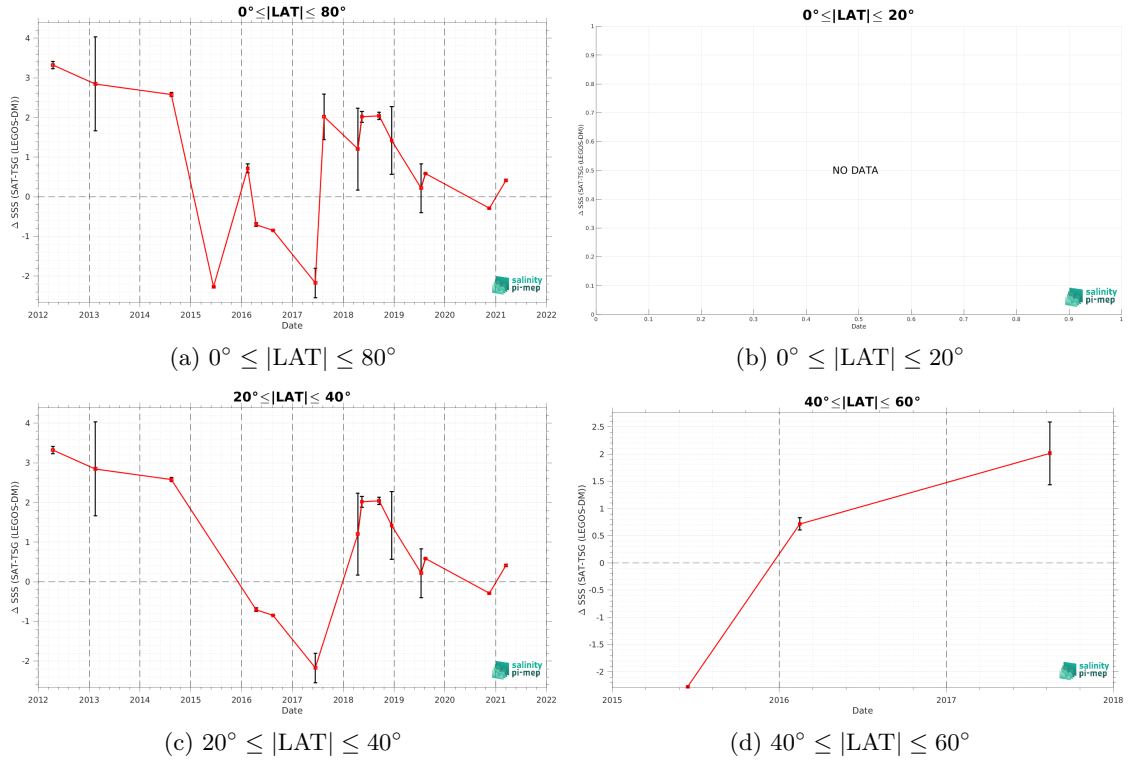 0°≤|LAT|≤ 80°
Δ SSS (SAT-TSG (LEGOS-DM))
4
3
2
1
0
-1
-2
2012 2013 2014 2015 2016 2017 2018 2019 2020 2021 2022
Date
salinity
pi-mep
(a) 0° ≤ |LAT| ≤ 80°
0°≤|LAT|≤ 20°
Δ SSS (SAT-TSG (LEGOS-DM))
1
0.9
0.8
0.7
0.6
0.5
0.4
0.3
0.2
0.1
0
NO DATA
0 0.1 0.2 0.3 0.4 0.5 0.6 0.7 0.8 0.9 1
Date
salinity
pi-mep
(b) 0° ≤ |LAT| ≤ 20°
20°≤|LAT|≤ 40°
Δ SSS (SAT-TSG (LEGOS-DM))
4
3
2
1
0
-1
-2
2012 2013 2014 2015 2016 2017 2018 2019 2020 2021 2022
Date
salinity
pi-mep
(c) 20° ≤ |LAT| ≤ 40°
40°≤|LAT|≤ 60°
Δ SSS (SAT-TSG (LEGOS-DM))
2.5
2
1.5
1
0.5
0
-0.5
-1
-1.5
-2
2015 2016 2017 2018
Date
salinity
pi-mep
(d) 40° ≤ |LAT| ≤ 60°